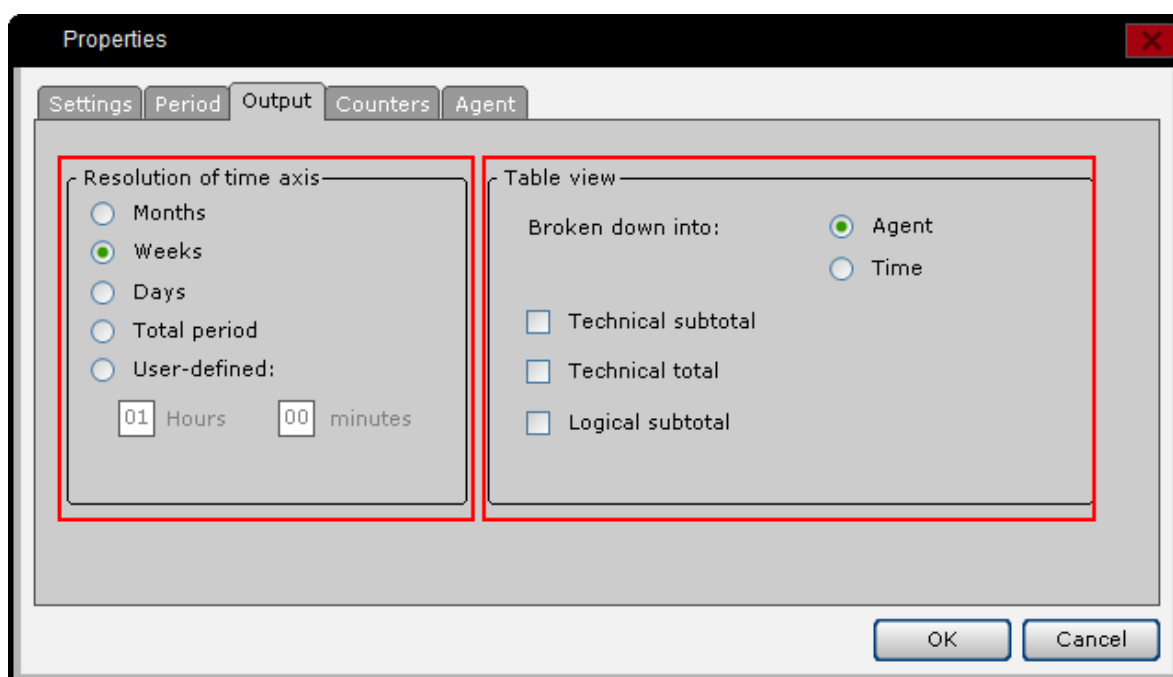 Properties
Settings Period Output Counters Agent
Resolution of time axis
Months
Weeks
Days
Total period
User-defined:
01 Hours 00 minutes
Table view
Broken down into: Agent
Time
Technical subtotal
Technical total
Logical subtotal
OK Cancel